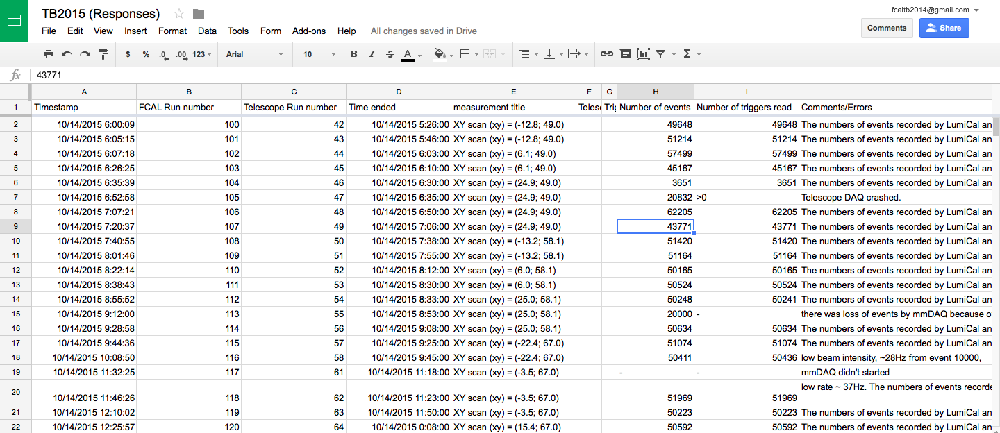 TB2015 (Responses)
fcaltb2014@gmail.com
File Edit View Insert Format Data Tools Form Add-ons Help All changes saved in Drive
Comments Share
$ % .0 .00 123 Arial 10 B I S A Σ
fx 43771
A B C D E F G H I
1 Timestamp FCAL Run number Telescope Run number Time ended measurement title Teles Tri Number of events Number of triggers read Comments/Errors
2 10/14/2015 6:00:09 100 42 10/14/2015 5:26:00 XY scan (xy) = (-12.8; 49.0) 49648 49648 The numbers of events recorded by LumiCal an
3 10/14/2015 6:05:15 101 43 10/14/2015 5:46:00 XY scan (xy) = (-12.8; 49.0) 51214 51214 The numbers of events recorded by LumiCal an
4 10/14/2015 6:07:18 102 44 10/14/2015 6:03:00 XY scan (xy) = (6.1; 49.0) 57499 57499 The numbers of events recorded by LumiCal an
5 10/14/2015 6:26:25 103 45 10/14/2015 6:10:00 XY scan (xy) = (6.1; 49.0) 45167 45167 The numbers of events recorded by LumiCal an
6 10/14/2015 6:35:39 104 46 10/14/2015 6:30:00 XY scan (xy) = (24.9; 49.0) 3651 3651 The numbers of events recorded by LumiCal an
7 10/14/2015 6:52:58 105 47 10/14/2015 6:35:00 XY scan (xy) = (24.9; 49.0) 20832 >0 Telescope DAQ crashed.
8 10/14/2015 7:07:21 106 48 10/14/2015 6:50:00 XY scan (xy) = (24.9; 49.0) 62205 62205 The numbers of events recorded by LumiCal an
9 10/14/2015 7:20:37 107 49 10/14/2015 7:06:00 XY scan (xy) = (24.9; 49.0) 43771 43771 The numbers of events recorded by LumiCal an
10 10/14/2015 7:40:55 108 50 10/14/2015 7:38:00 XY scan (xy) = (-13.2; 58.1) 51420 51420 The numbers of events recorded by LumiCal an
11 10/14/2015 8:01:46 109 51 10/14/2015 7:55:00 XY scan (xy) = (-13.2; 58.1) 51164 51164 The numbers of events recorded by LumiCal an
12 10/14/2015 8:22:14 110 52 10/14/2015 8:12:00 XY scan (xy) = (6.0; 58.1) 50165 50165 The numbers of events recorded by LumiCal an
13 10/14/2015 8:38:43 111 53 10/14/2015 8:30:00 XY scan (xy) = (6.0; 58.1) 50524 50524 The numbers of events recorded by LumiCal an
14 10/14/2015 8:55:52 112 54 10/14/2015 8:33:00 XY scan (xy) = (25.0; 58.1) 50248 50241 The numbers of events recorded by LumiCal an
15 10/14/2015 9:12:00 113 55 10/14/2015 8:53:00 XY scan (xy) = (25.0; 58.1) 20000 - there was loss of events by mmDAQ because o
16 10/14/2015 9:28:58 114 56 10/14/2015 9:08:00 XY scan (xy) = (25.0; 58.1) 50634 50634 The numbers of events recorded by LumiCal an
17 10/14/2015 9:44:36 115 57 10/14/2015 9:25:00 XY scan (xy) = (-22.4; 67.0) 51074 51074 The numbers of events recorded by LumiCal an
18 10/14/2015 10:08:50 116 58 10/14/2015 9:45:00 XY scan (xy) = (-22.4; 67.0) 50411 50436 low beam intensity, ~28Hz from event 10000,
19 10/14/2015 11:32:25 117 61 10/14/2015 11:18:00 XY scan (xy) = (-3.5; 67.0) - - mmDAQ didn't started
20 10/14/2015 11:46:26 118 62 10/14/2015 11:23:00 XY scan (xy) = (-3.5; 67.0) 51969 51969 low rate ~ 37Hz. The numbers of events recorde
21 10/14/2015 12:10:02 119 63 10/14/2015 11:50:00 XY scan (xy) = (-3.5; 67.0) 50223 50223 The numbers of events recorded by LumiCal an
22 10/14/2015 12:25:57 120 64 10/14/2015 0:08:00 XY scan (xy) = (15.4; 67.0) 50592 50592 The numbers of events recorded by LumiCal an